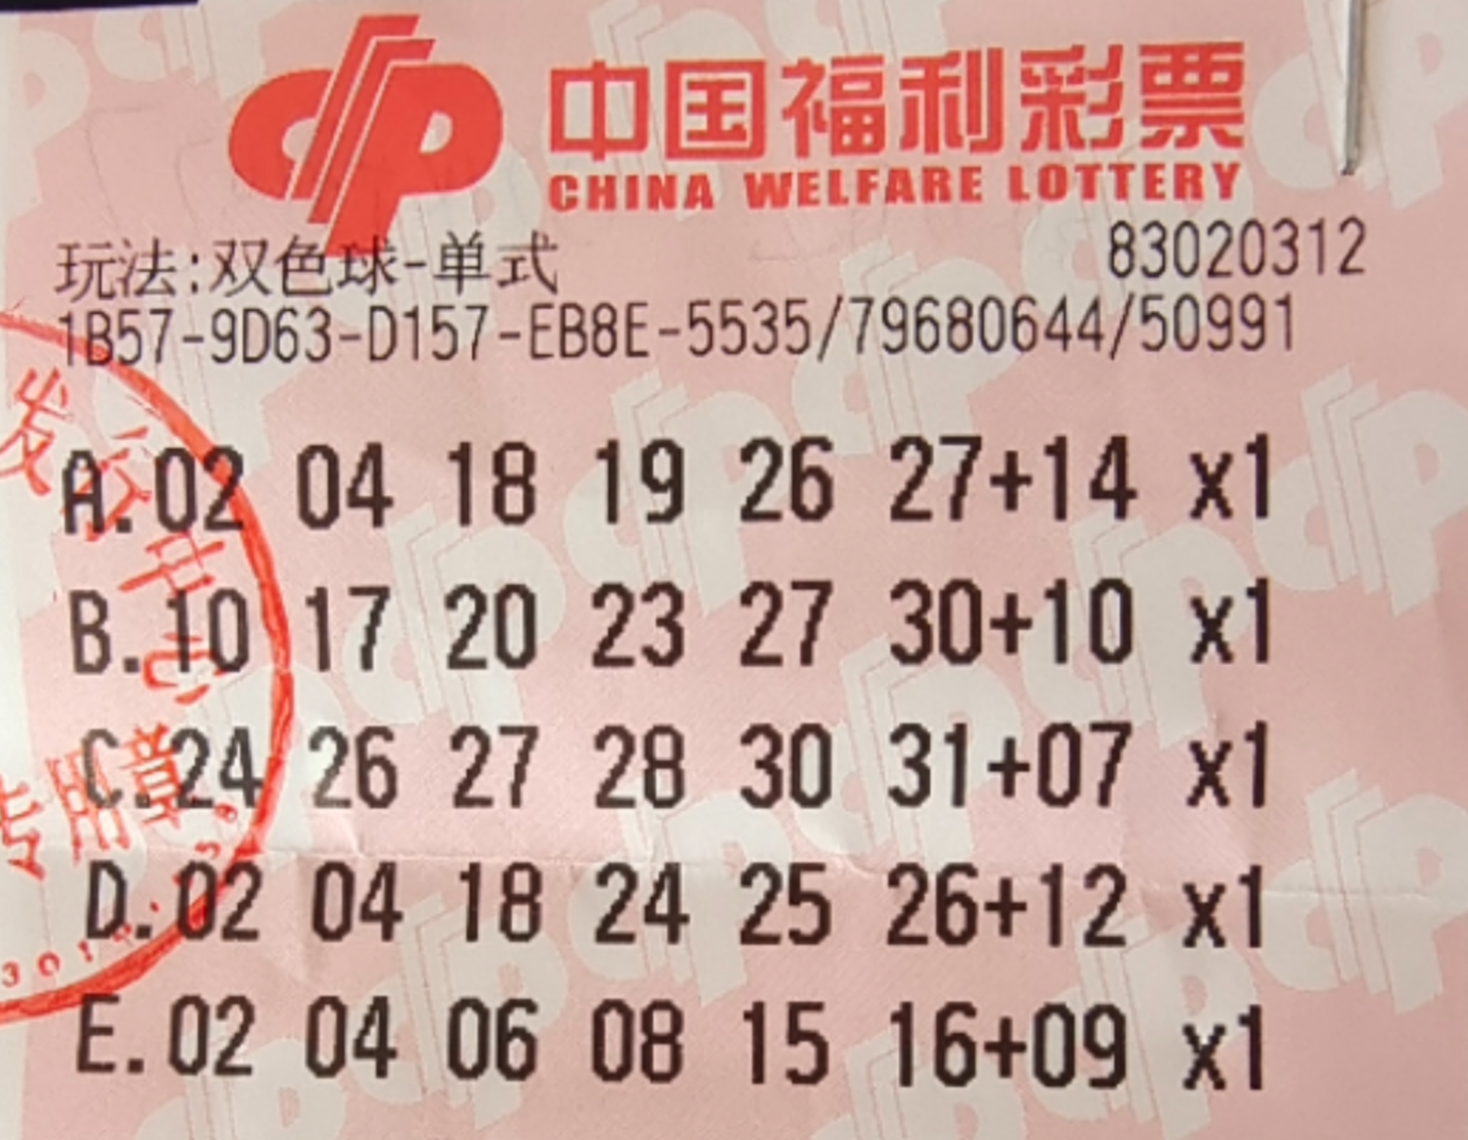 中国福利彩票
CHINA WELFARE LOTTERY
玩法:双色球-单式 83020312
1B57-9D63-D157-EB8E-5535/79680644/50991
A.02 04 18 19 26 27+14 x1
B.10 17 20 23 27 30+10 x1
C.24 26 27 28 30 31+07 x1
D.02 04 18 24 25 26+12 x1
E.02 04 06 08 15 16+09 x1
专用章